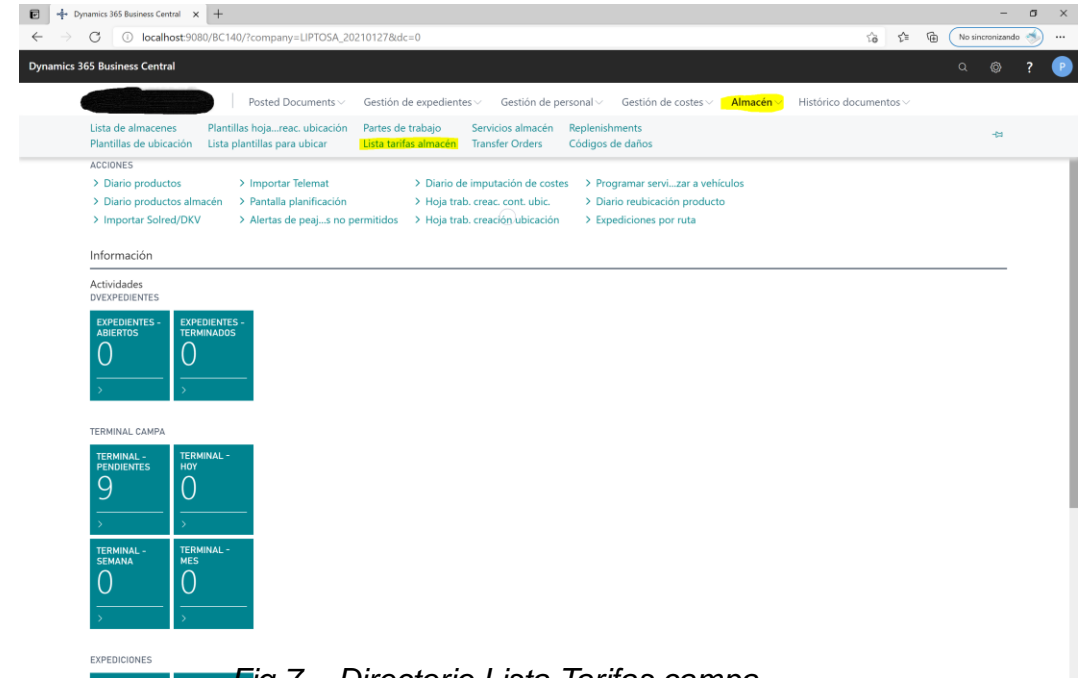 Dynamics 365 Business Central
localhost:9080/BC140/?company=LIPTOSA_20210127&dc=0
No sincronizando
Dynamics 365 Business Central
?
P
Posted Documents Gestión de expedientes Gestión de personal Gestión de costes Almacén Histórico documentos
Lista de almacenes Plantillas hoja...reac. ubicación Partes de trabajo Servicios almacén Replenishments
Plantillas de ubicación Lista plantillas para ubicar Lista tarifas almacén Transfer Orders Códigos de daños
ACCIONES
> Diario productos > Importar Telemat > Diario de imputación de costes > Programar servi...zar a vehículos
> Diario productos almacén > Pantalla planificación > Hoja trab. creac. cont. ubic. > Diario reubicación producto
> Importar Solred/DKV > Alertas de peaj...s no permitidos > Hoja trab. creación ubicación > Expediciones por ruta
Información
Actividades
DVEXPEDIENTES
EXPEDIENTES - ABIERTOS
0
EXPEDIENTES - TERMINADOS
0
TERMINAL CAMPA
TERMINAL - PENDIENTES
9
TERMINAL - HOY
0
TERMINAL - SEMANA
0
TERMINAL - MES
0
EXPEDICIONES
Directorio Lista Tarifas campa